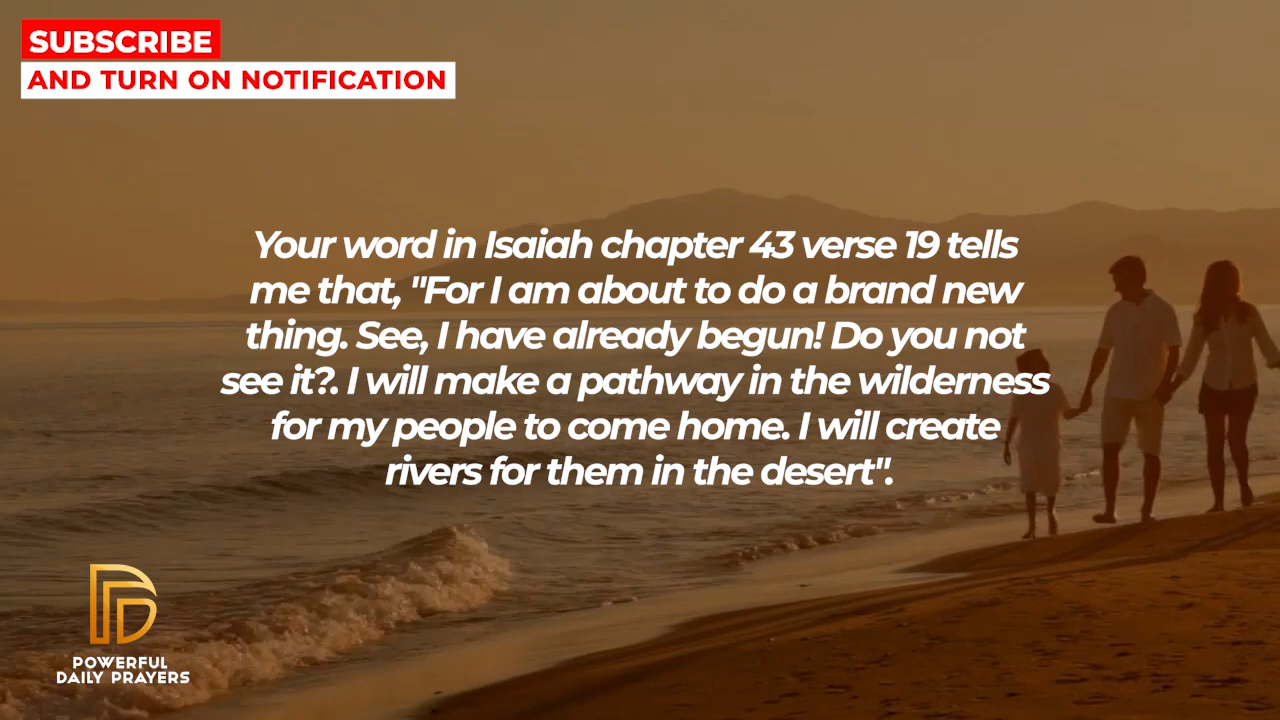 SUBSCRIBE
AND TURN ON NOTIFICATION
Your word in Isaiah chapter 43 verse 19 tells
me that, "For I am about to do a brand new
thing. See, I have already begun! Do you not
see it?. I will make a pathway in the wilderness
for my people to come home. I will create
rivers for them in the desert".
POWERFUL
DAILY PRAYERS